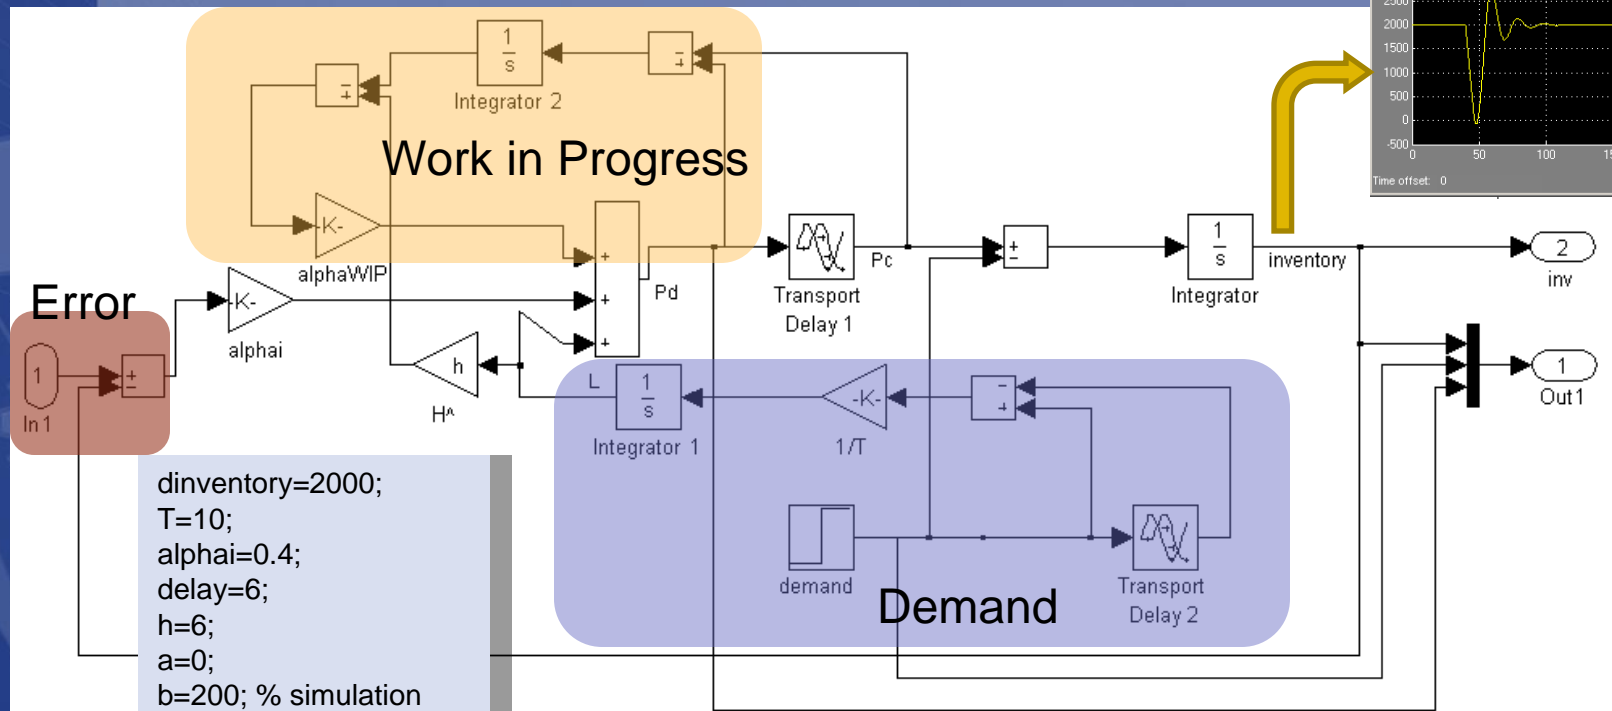 2500
2000
1500
1000
500
0
-500
0 50 100
Time offset: 0
1
s
Integrator 2
- +
- +
Work in Progress
-K-
alphaWIP
Error
1
In1
+ −
-K-
alphai
+
+
+
Pd
h
H^
Transport
Delay 1
Pc
+ −
1
s
Integrator
inventory
2
inv
1
Out1
L
1
s
Integrator 1
-K-
1/T
− +
demand
Transport
Delay 2
Demand
dinventory=2000;
T=10;
alphai=0.4;
delay=6;
h=6;
a=0;
b=200; % simulation